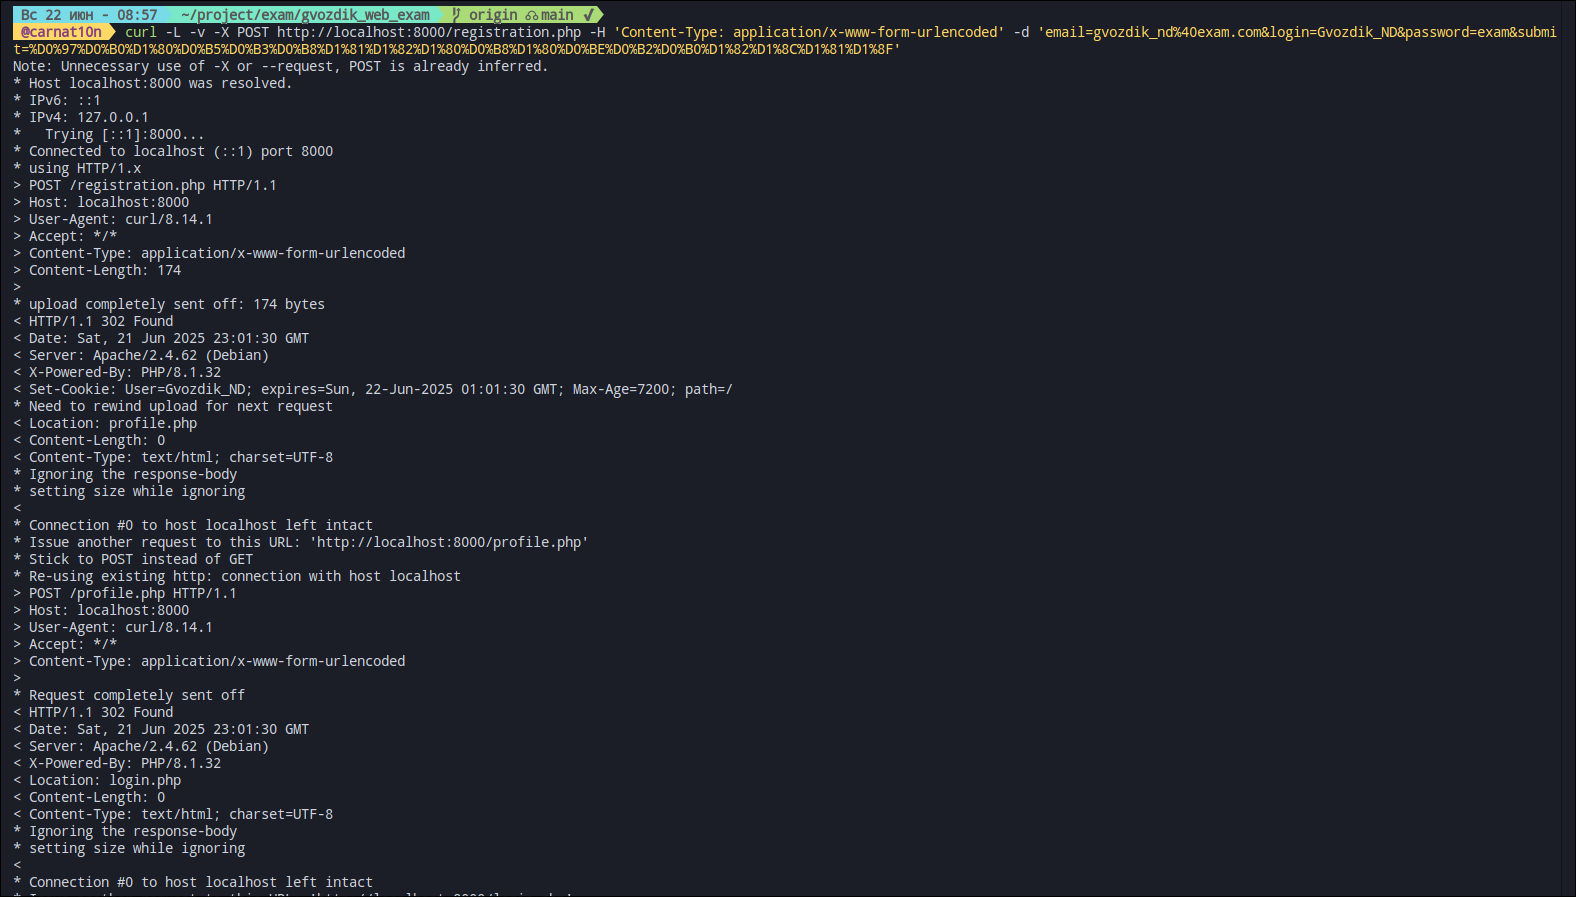 Вс 22 июн - 08:57 ~/project/exam/gvozdik_web_exam origin main ✔
@carnat10n curl -L -v -X POST http://localhost:8000/registration.php -H 'Content-Type: application/x-www-form-urlencoded' -d 'email=gvozdik_nd%40exam.com&login=Gvozdik_ND&password=exam&submi
t=%D0%97%D0%B0%D1%80%D0%B5%D0%B3%D0%B8%D1%81%D1%82%D1%80%D0%B8%D1%80%D0%BE%D0%B2%D0%B0%D1%82%D1%8C%D1%81%D1%8F'
Note: Unnecessary use of -X or --request, POST is already inferred.
* Host localhost:8000 was resolved.
* IPv6: ::1
* IPv4: 127.0.0.1
*   Trying [::1]:8000...
* Connected to localhost (::1) port 8000
* using HTTP/1.x
> POST /registration.php HTTP/1.1
> Host: localhost:8000
> User-Agent: curl/8.14.1
> Accept: */*
> Content-Type: application/x-www-form-urlencoded
> Content-Length: 174
>
* upload completely sent off: 174 bytes
< HTTP/1.1 302 Found
< Date: Sat, 21 Jun 2025 23:01:30 GMT
< Server: Apache/2.4.62 (Debian)
< X-Powered-By: PHP/8.1.32
< Set-Cookie: User=Gvozdik_ND; expires=Sun, 22-Jun-2025 01:01:30 GMT; Max-Age=7200; path=/
* Need to rewind upload for next request
< Location: profile.php
< Content-Length: 0
< Content-Type: text/html; charset=UTF-8
* Ignoring the response-body
* setting size while ignoring
<
* Connection #0 to host localhost left intact
* Issue another request to this URL: 'http://localhost:8000/profile.php'
* Stick to POST instead of GET
* Re-using existing http: connection with host localhost
> POST /profile.php HTTP/1.1
> Host: localhost:8000
> User-Agent: curl/8.14.1
> Accept: */*
> Content-Type: application/x-www-form-urlencoded
>
* Request completely sent off
< HTTP/1.1 302 Found
< Date: Sat, 21 Jun 2025 23:01:30 GMT
< Server: Apache/2.4.62 (Debian)
< X-Powered-By: PHP/8.1.32
< Location: login.php
< Content-Length: 0
< Content-Type: text/html; charset=UTF-8
* Ignoring the response-body
* setting size while ignoring
<
* Connection #0 to host localhost left intact